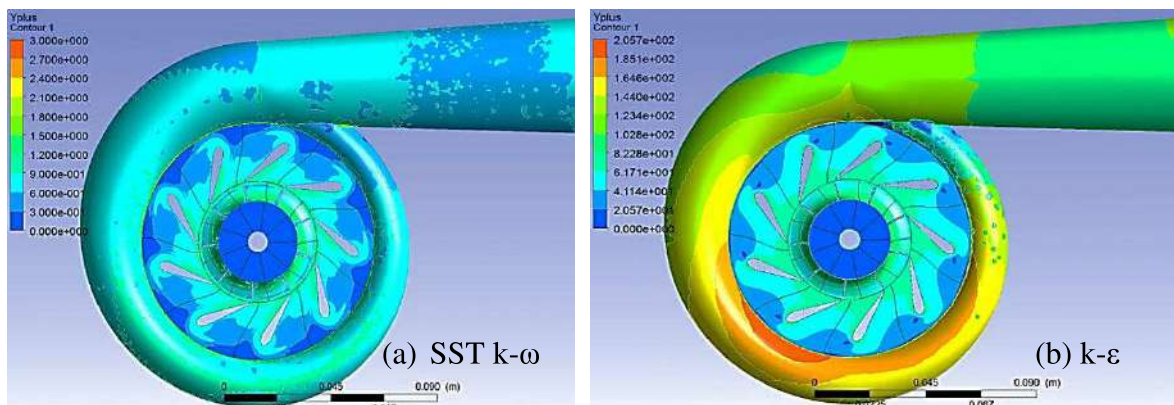 Yplus
Contour 1
3.000e+000
2.700e+000
2.400e+000
2.100e+000
1.800e+000
1.500e+000
1.200e+000
9.000e-001
6.000e-001
3.000e-001
0.000e+000
(a) SST k-ω
0
0.045
0.090 (m)
Yplus
Contour 1
2.057e+002
1.851e+002
1.646e+002
1.440e+002
1.234e+002
1.028e+002
8.228e+001
6.171e+001
4.114e+001
2.057e+001
0.000e+000
(b) k-ε
0
0.045
0.090 (m)